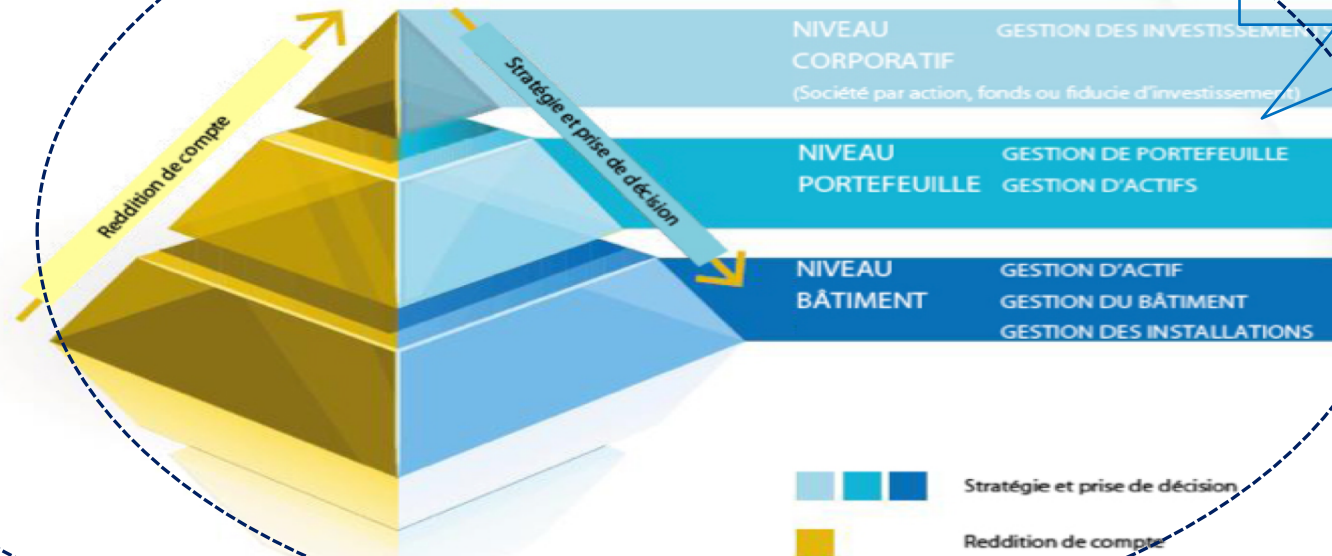 Reddition de compte
Stratégie et prise de décision
NIVEAU GESTION DES INVESTISSEMENTS
CORPORATIF
(Société par action, fonds ou fiducie d'investissement)
NIVEAU GESTION DE PORTEFEUILLE
PORTEFEUILLE GESTION D'ACTIFS
NIVEAU GESTION D'ACTIF
BÂTIMENT GESTION DU BÂTIMENT
GESTION DES INSTALLATIONS
Stratégie et prise de décision
Reddition de compte